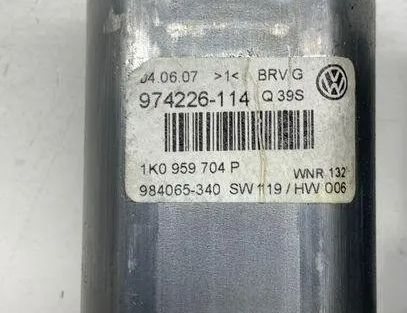 04.06.07 >1< BRV G
974226-114 Q 39S
1K0 959 704 P
WNR 132
984065-340 SW 119 / HW 006